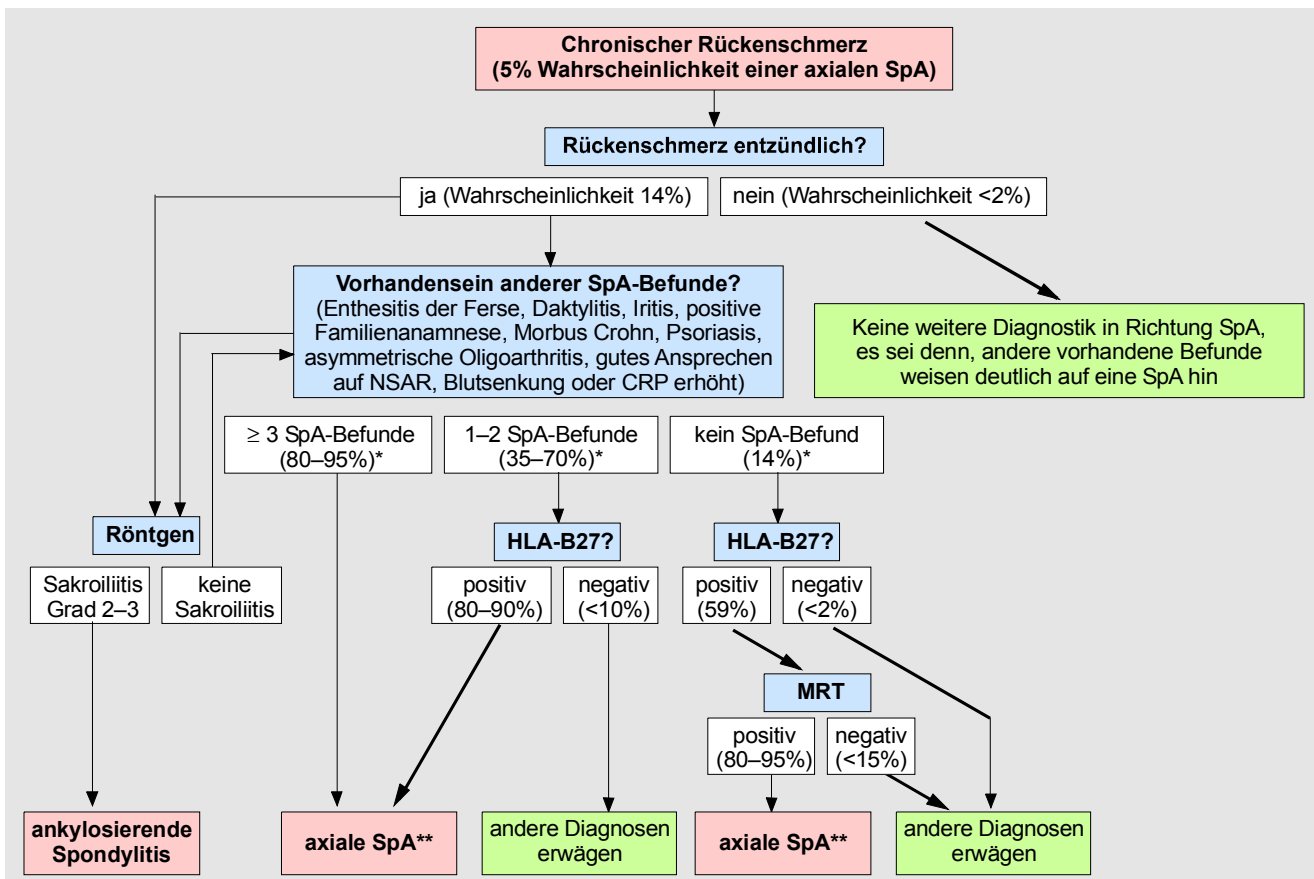 Chronischer Rückenschmerz
(5% Wahrscheinlichkeit einer axialen SpA)
Rückenschmerz entzündlich?
ja (Wahrscheinlichkeit 14%)
nein (Wahrscheinlichkeit <2%)
Vorhandensein anderer SpA-Befunde?
(Enthesitis der Ferse, Daktylitis, Iritis, positive
Familienanamnese, Morbus Crohn, Psoriasis,
asymmetrische Oligoarthritis, gutes Ansprechen
auf NSAR, Blutsenkung oder CRP erhöht)
Keine weitere Diagnostik in Richtung SpA,
es sei denn, andere vorhandene Befunde
weisen deutlich auf eine SpA hin
≥ 3 SpA-Befunde
(80–95%)*
1–2 SpA-Befunde
(35–70%)*
kein SpA-Befund
(14%)*
Röntgen
HLA-B27?
HLA-B27?
Sakroiliitis
Grad 2–3
keine
Sakroiliitis
positiv
(80–90%)
negativ
(<10%)
positiv
(59%)
negativ
(<2%)
MRT
positiv
(80–95%)
negativ
(<15%)
ankylosierende
Spondylitis
axiale SpA**
andere Diagnosen
erwägen
axiale SpA**
andere Diagnosen
erwägen